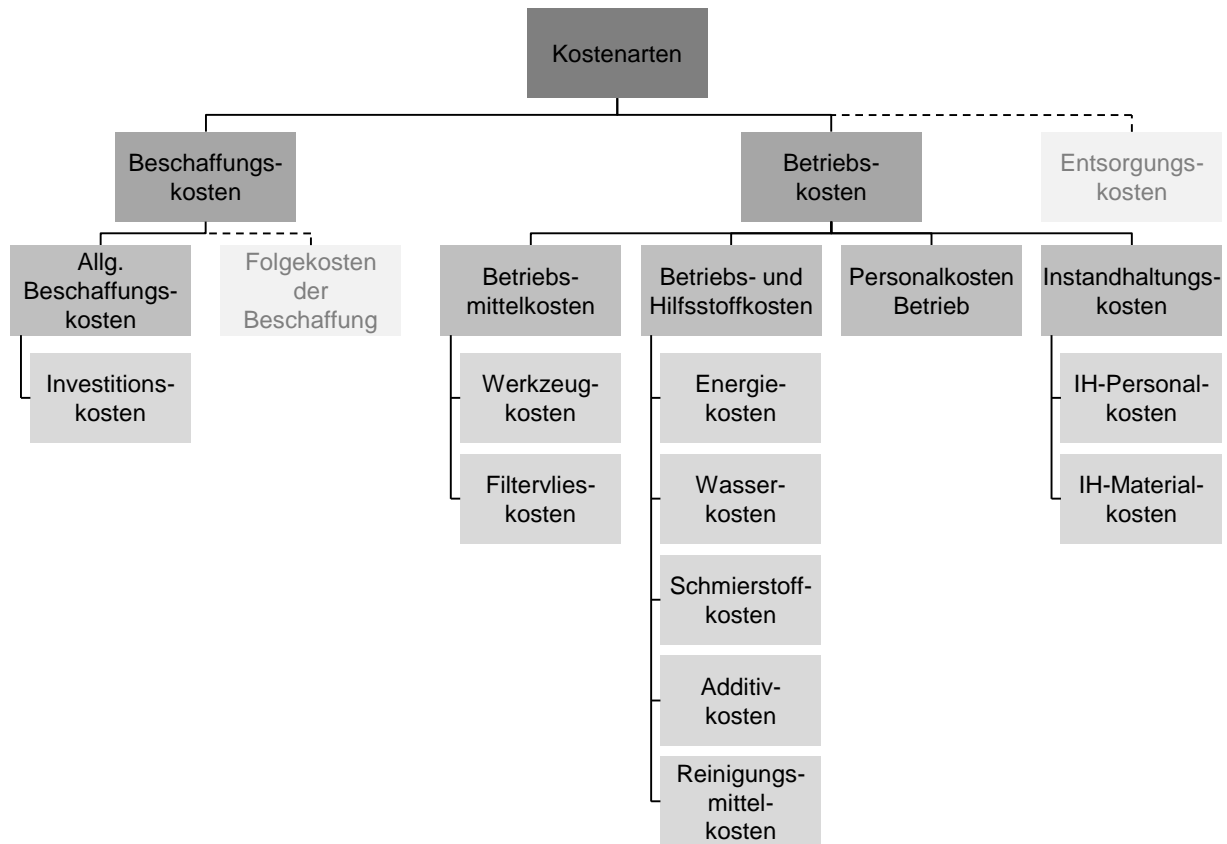 Kostenarten
Beschaffungs-
kosten
Betriebs-
kosten
Entsorgungs-
kosten
Allg.
Beschaffungs-
kosten
Folgekosten
der
Beschaffung
Betriebs-
mittelkosten
Betriebs- und
Hilfsstoffkosten
Personalkosten
Betrieb
Instandhaltungs-
kosten
Investitions-
kosten
Werkzeug-
kosten
Filtervlies-
kosten
Energie-
kosten
Wasser-
kosten
Schmierstoff-
kosten
Additiv-
kosten
Reinigungs-
mittel-
kosten
IH-Personal-
kosten
IH-Material-
kosten